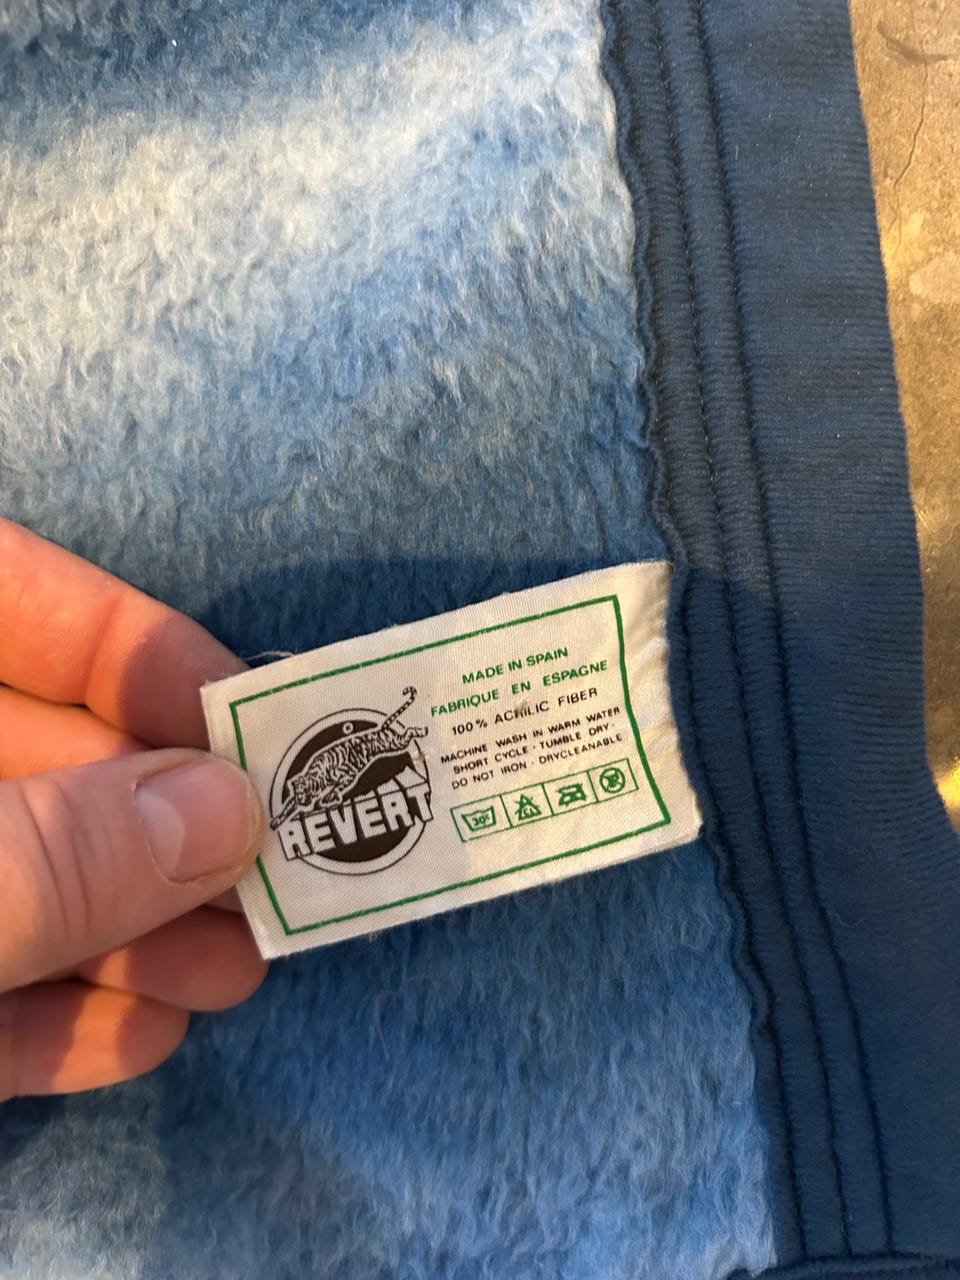 MADE IN SPAIN
FABRIQUE EN ESPAGNE
100% ACRILIC FIBER
MACHINE WASH IN WARM WATER
SHORT CYCLE · TUMBLE DRY ·
DO NOT IRON · DRYCLEANABLE
REVERT
30°
CL